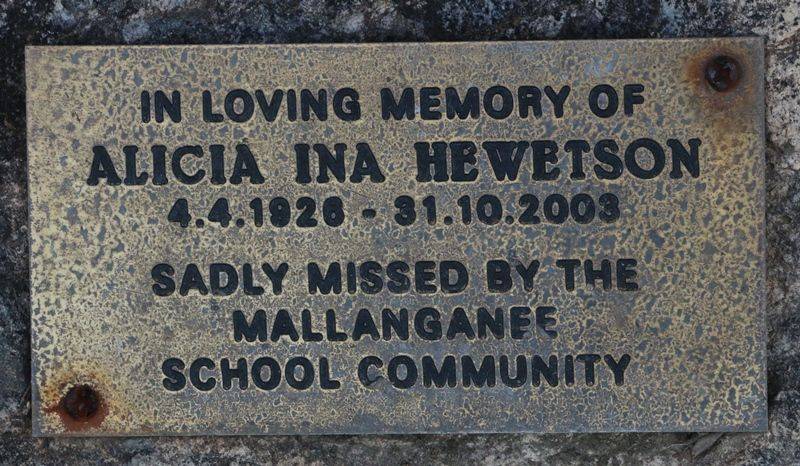 IN LOVING MEMORY OF
ALICIA INA HEWETSON
4.4.1926 - 31.10.2003
SADLY MISSED BY THE
MALLANGANEE
SCHOOL COMMUNITY